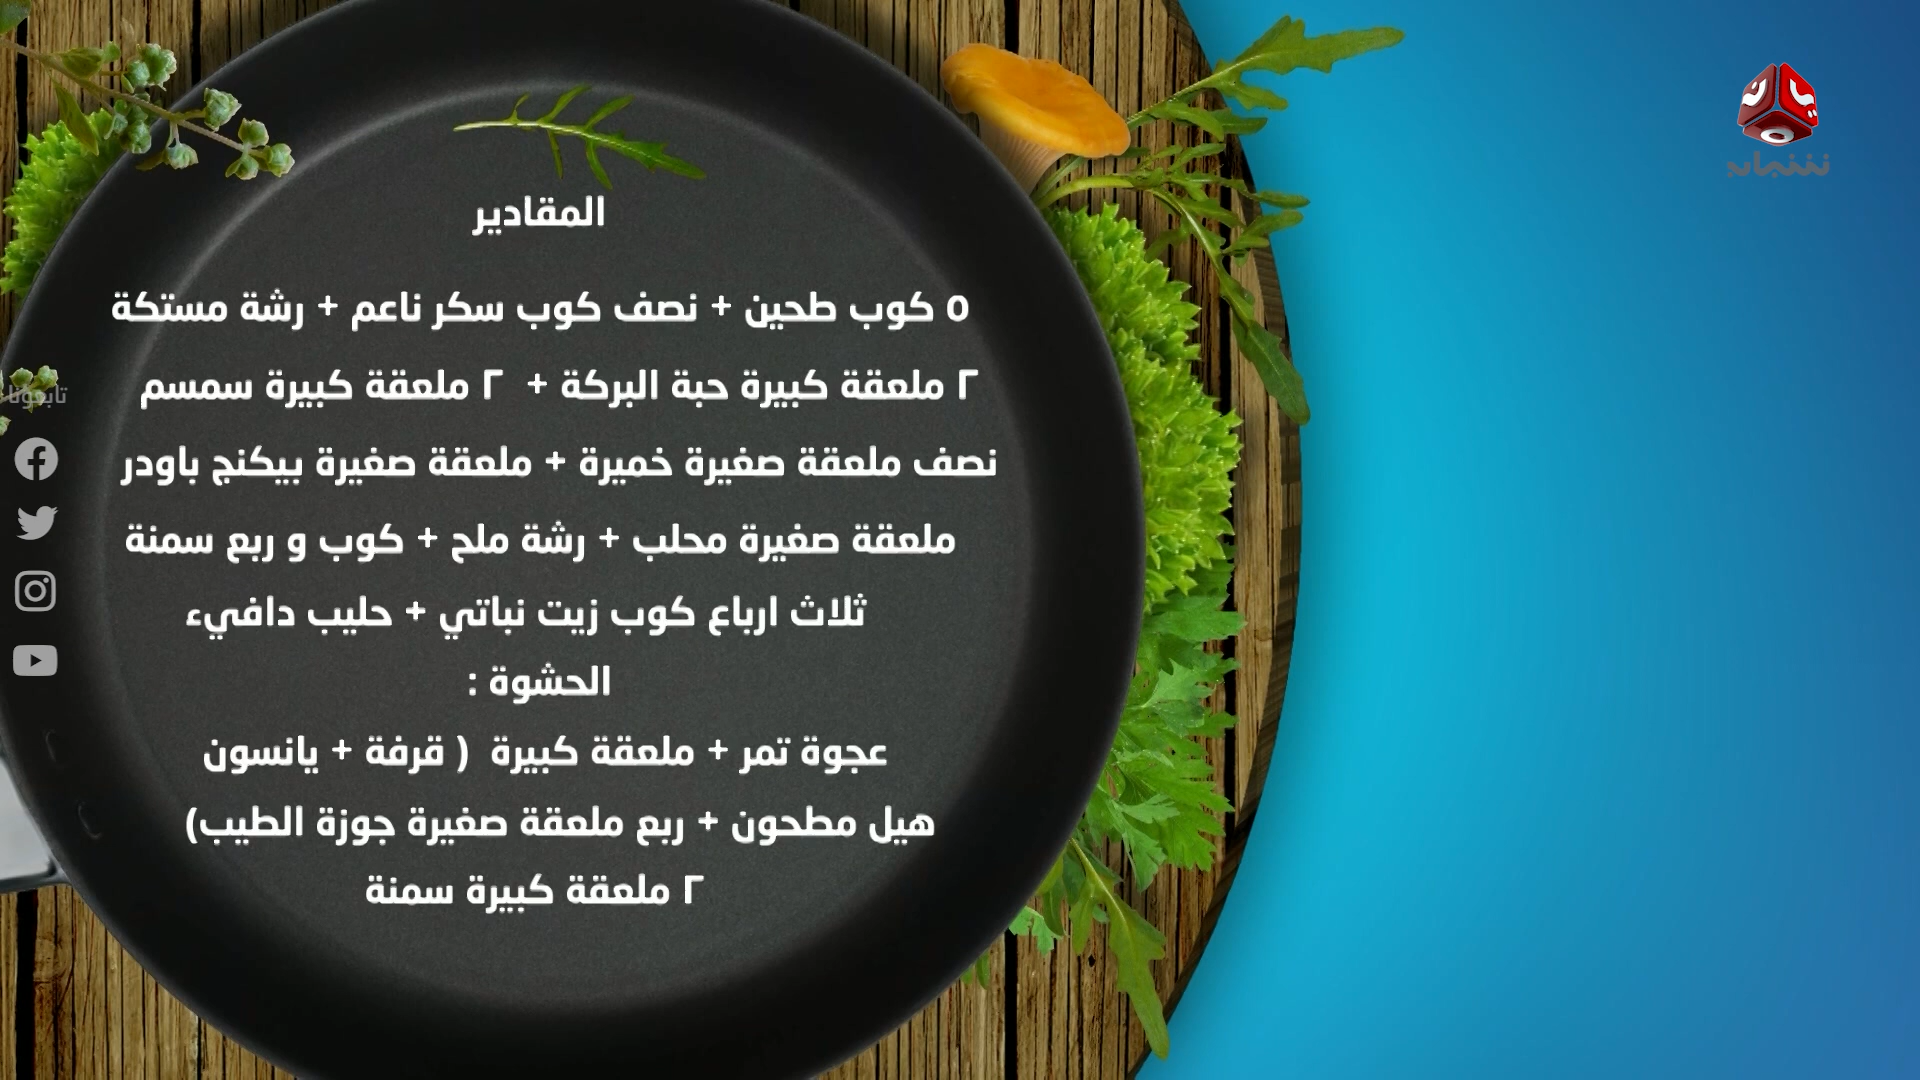 المقادير
٥ كوب طحين + نصف كوب سكر ناعم + رشة مستكة
٢ ملعقة كبيرة حبة البركة + ٢ ملعقة كبيرة سمسم
نصف ملعقة صغيرة خميرة + ملعقة صغيرة بيكنج باودر
ملعقة صغيرة محلب + رشة ملح + كوب و ربع سمنة
ثلاث ارباع كوب زيت نباتي + حليب دافيء
الحشوة :
عجوة تمر + ملعقة كبيرة ( قرفة + يانسون
هيل مطحون + ربع ملعقة صغيرة جوزة الطيب)
٢ ملعقة كبيرة سمنة
تابعونا